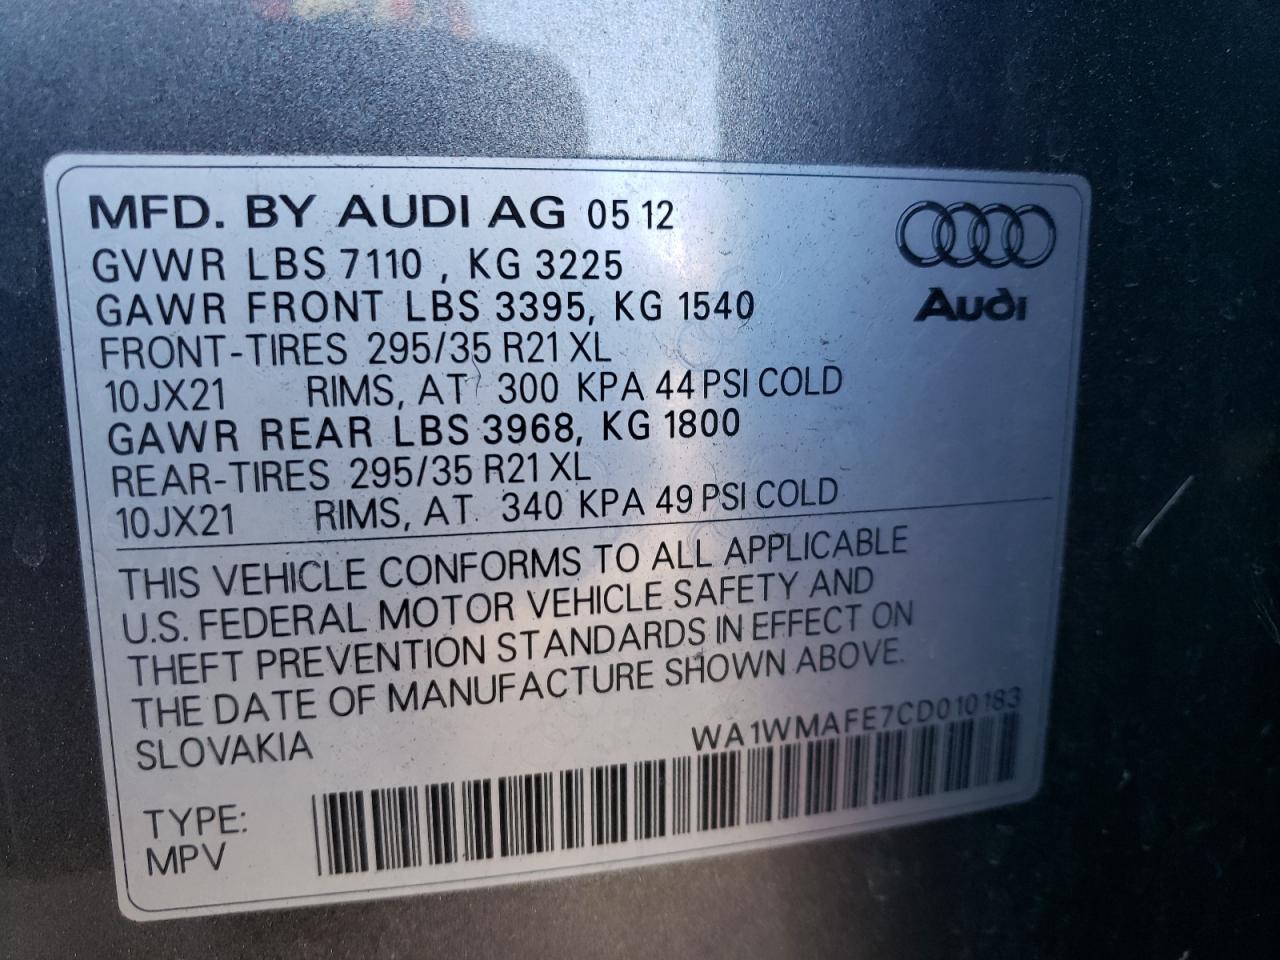 MFD. BY AUDI AG 05 12
GVWR LBS 7110 , KG 3225
GAWR FRONT LBS 3395, KG 1540
FRONT-TIRES 295/35 R21 XL
10JX21 RIMS, AT 300 KPA 44 PSI COLD
GAWR REAR LBS 3968, KG 1800
REAR-TIRES 295/35 R21 XL
10JX21 RIMS, AT 340 KPA 49 PSI COLD
Audi
THIS VEHICLE CONFORMS TO ALL APPLICABLE
U.S. FEDERAL MOTOR VEHICLE SAFETY AND
THEFT PREVENTION STANDARDS IN EFFECT ON
THE DATE OF MANUFACTURE SHOWN ABOVE.
SLOVAKIA
WA1WMAFE7CD010183
TYPE:
MPV